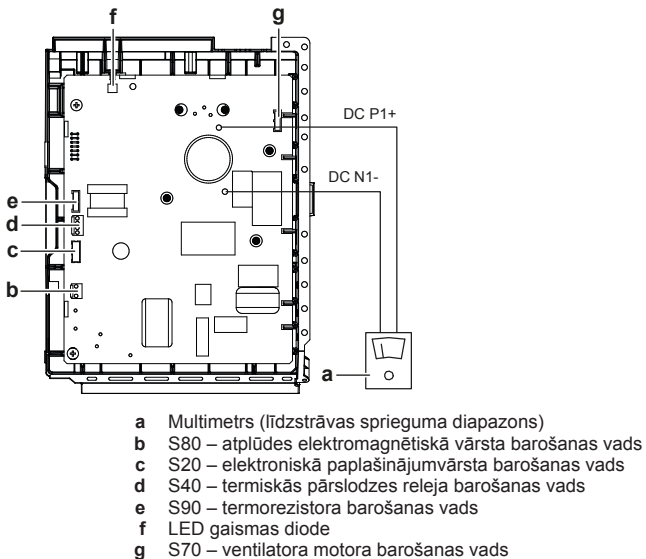 f
g
DC P1+
DC N1-
e
d
c
b
a
a Multimetrs (līdzstrāvas sprieguma diapazons)
b S80 – atplūdes elektromagnētiskā vārsta barošanas vads
c S20 – elektroniskā paplašinājumvārsta barošanas vads
d S40 – termiskās pārslodzes releja barošanas vads
e S90 – termorezistora barošanas vads
f LED gaismas diode
g S70 – ventilatora motora barošanas vads